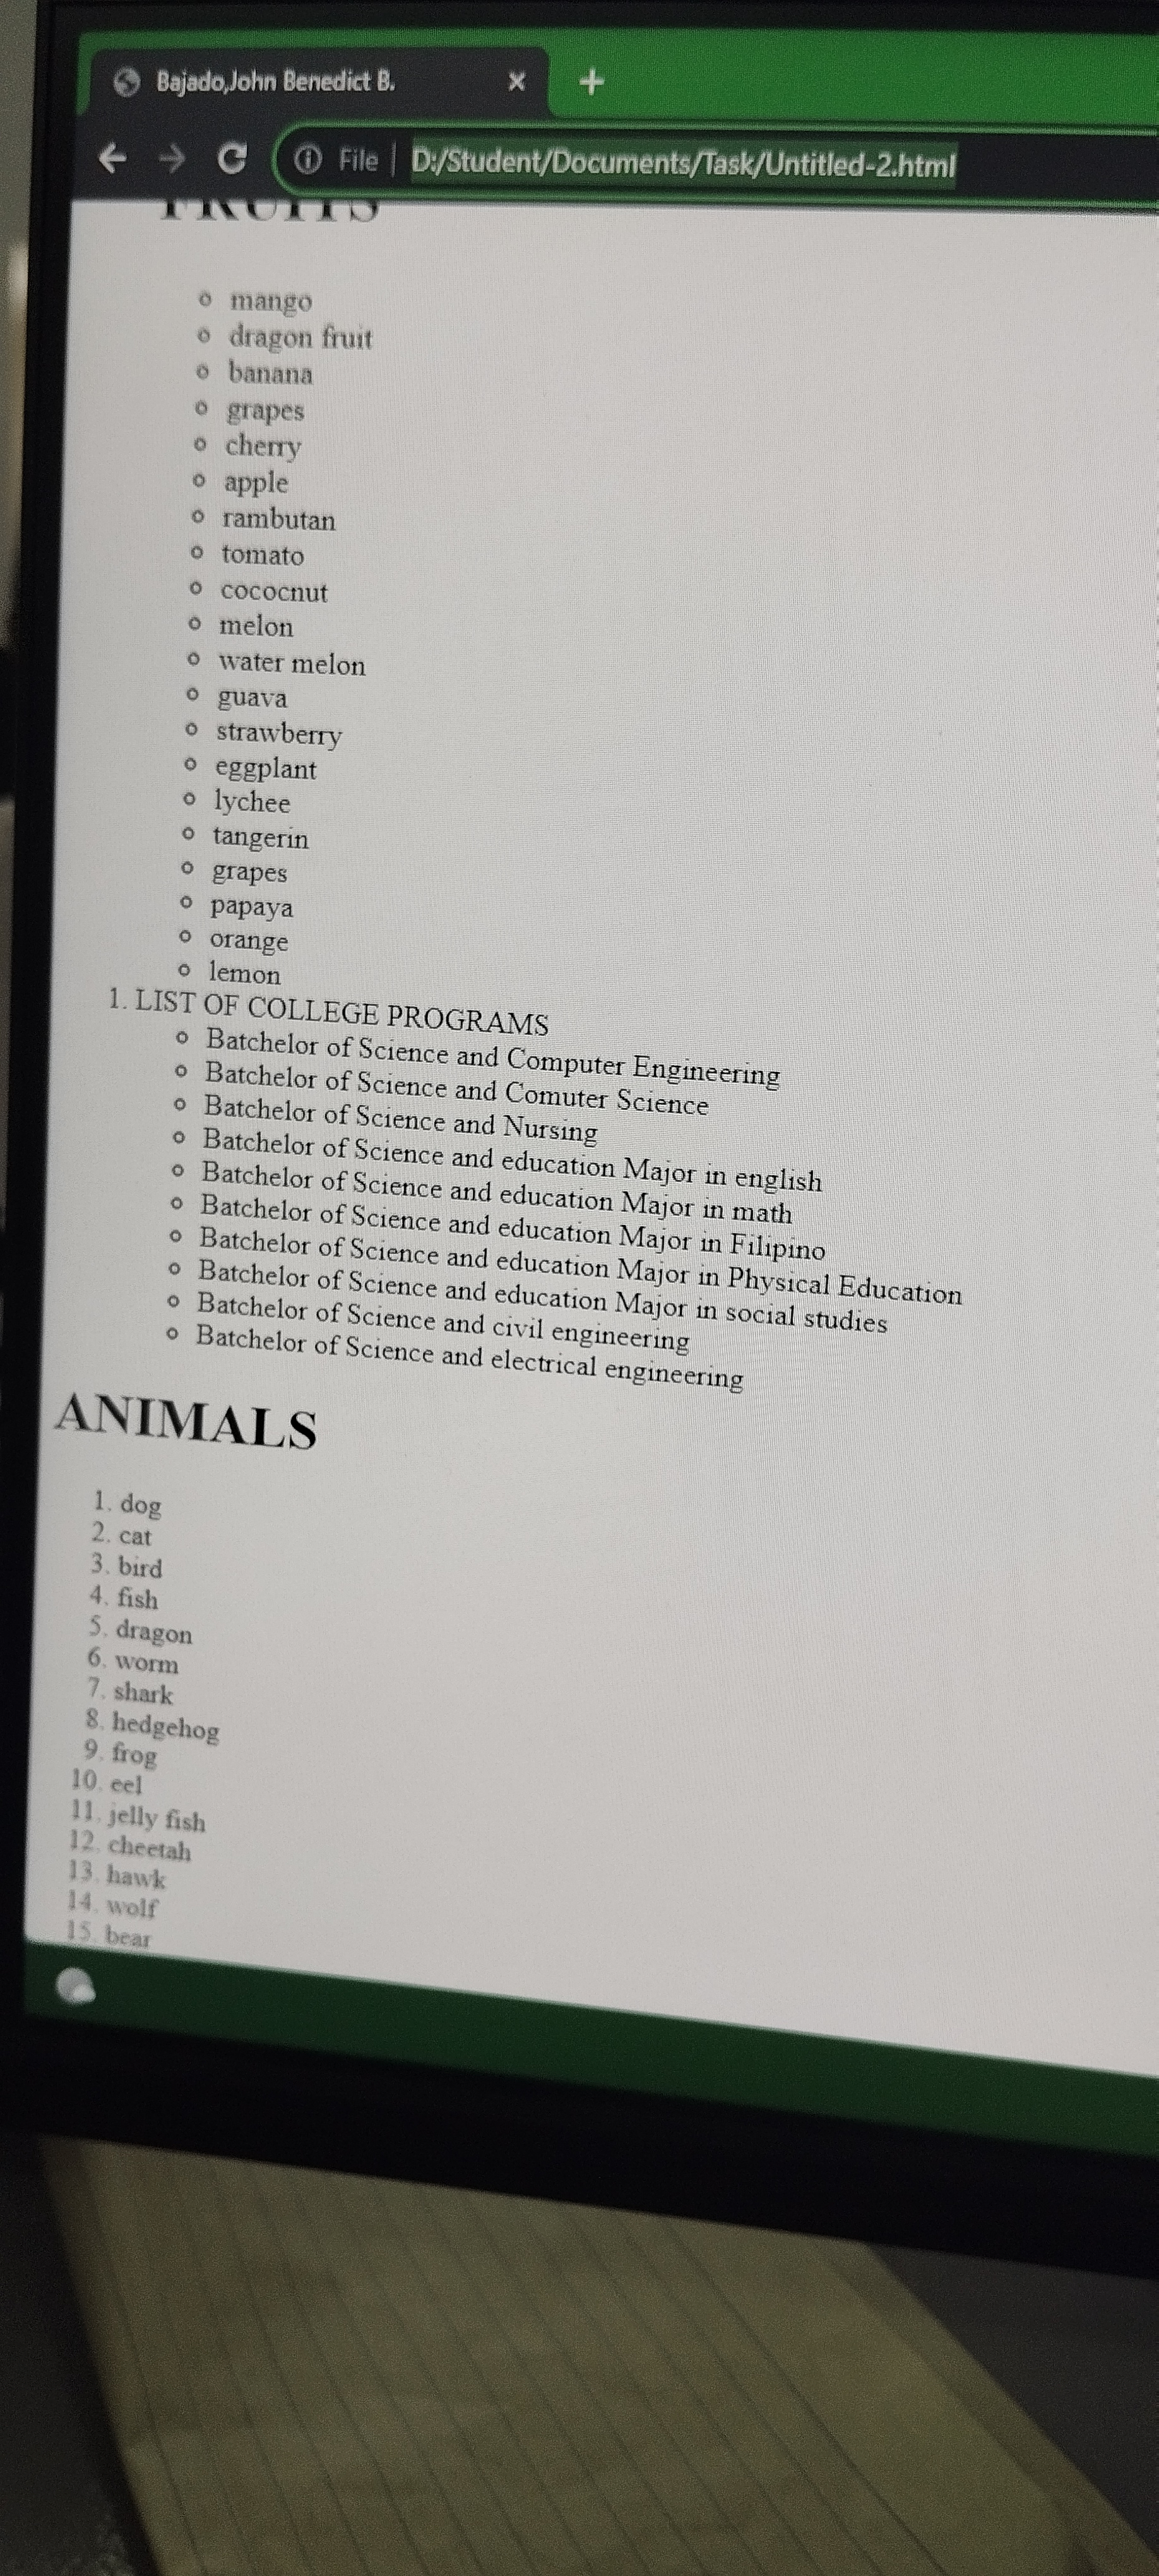 Bajado,John Benedict B.
File D:/Student/Documents/Task/Untitled-2.html
FRUITS
mango
dragon fruit
banana
grapes
cherry
apple
rambutan
tomato
cococnut
melon
water melon
guava
strawberry
eggplant
lychee
tangerin
grapes
papaya
orange
lemon
1. LIST OF COLLEGE PROGRAMS
Batchelor of Science and Computer Engineering
Batchelor of Science and Comuter Science
Batchelor of Science and Nursing
Batchelor of Science and education Major in english
Batchelor of Science and education Major in math
Batchelor of Science and education Major in Filipino
Batchelor of Science and education Major in Physical Education
Batchelor of Science and education Major in social studies
Batchelor of Science and civil engineering
Batchelor of Science and electrical engineering
ANIMALS
1. dog
2. cat
3. bird
4. fish
5. dragon
6. worm
7. shark
8. hedgehog
9. frog
10. eel
11. jelly fish
12. cheetah
13. hawk
14. wolf
15. bear